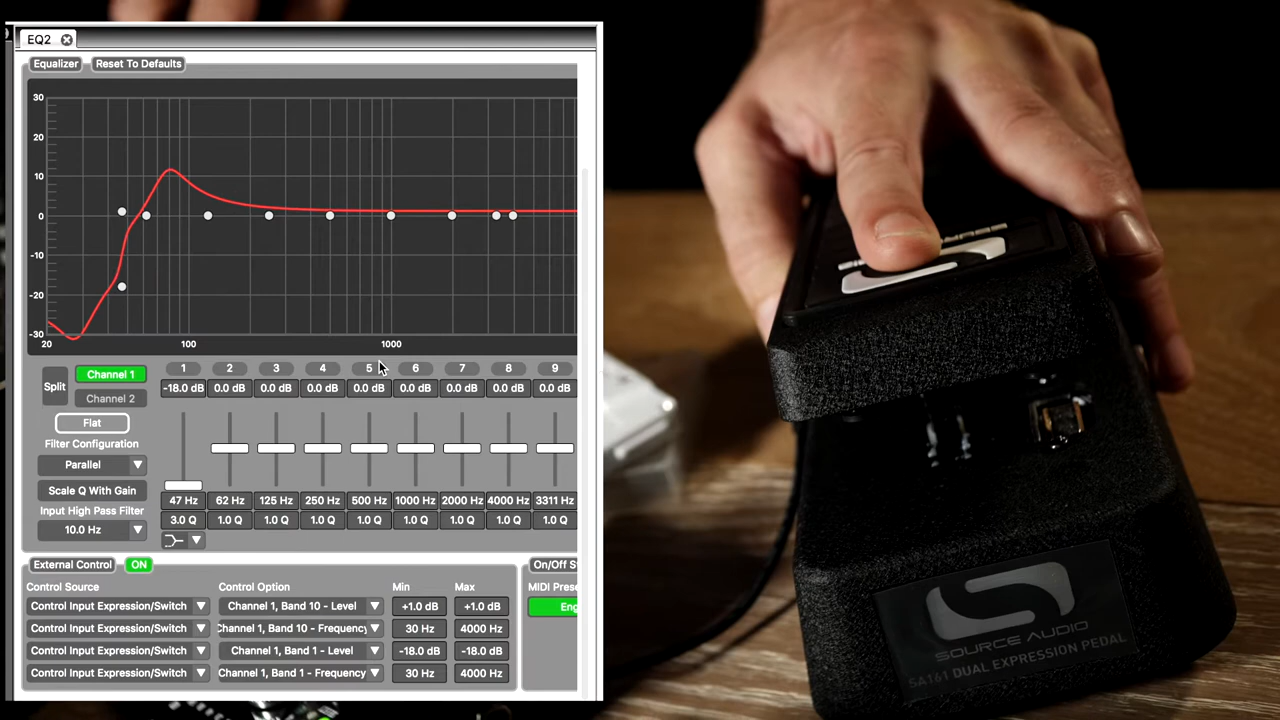 EQ2
Equalizer Reset To Defaults
30
20
10
0
-10
-20
-30
20 100 1000
Split Channel 1 Channel 2
1 2 3 4 5 6 7 8 9
-18.0 dB 0.0 dB 0.0 dB 0.0 dB 0.0 dB 0.0 dB 0.0 dB 0.0 dB 0.0 dB
Flat
Filter Configuration
Parallel
Scale Q With Gain
Input High Pass Filter
10.0 Hz
47 Hz 62 Hz 125 Hz 250 Hz 500 Hz 1000 Hz 2000 Hz 4000 Hz 3311 Hz
3.0 Q 1.0 Q 1.0 Q 1.0 Q 1.0 Q 1.0 Q 1.0 Q 1.0 Q 1.0 Q
External Control ON
Control Source Control Option Min Max
Control Input Expression/Switch Channel 1, Band 10 - Level +1.0 dB +1.0 dB
Control Input Expression/Switch Channel 1, Band 10 - Frequency 30 Hz 4000 Hz
Control Input Expression/Switch Channel 1, Band 1 - Level -18.0 dB -18.0 dB
Control Input Expression/Switch Channel 1, Band 1 - Frequency 30 Hz 4000 Hz
On/Off S
MIDI Prese
Eng
SOURCE AUDIO
SA161 DUAL EXPRESSION PEDAL